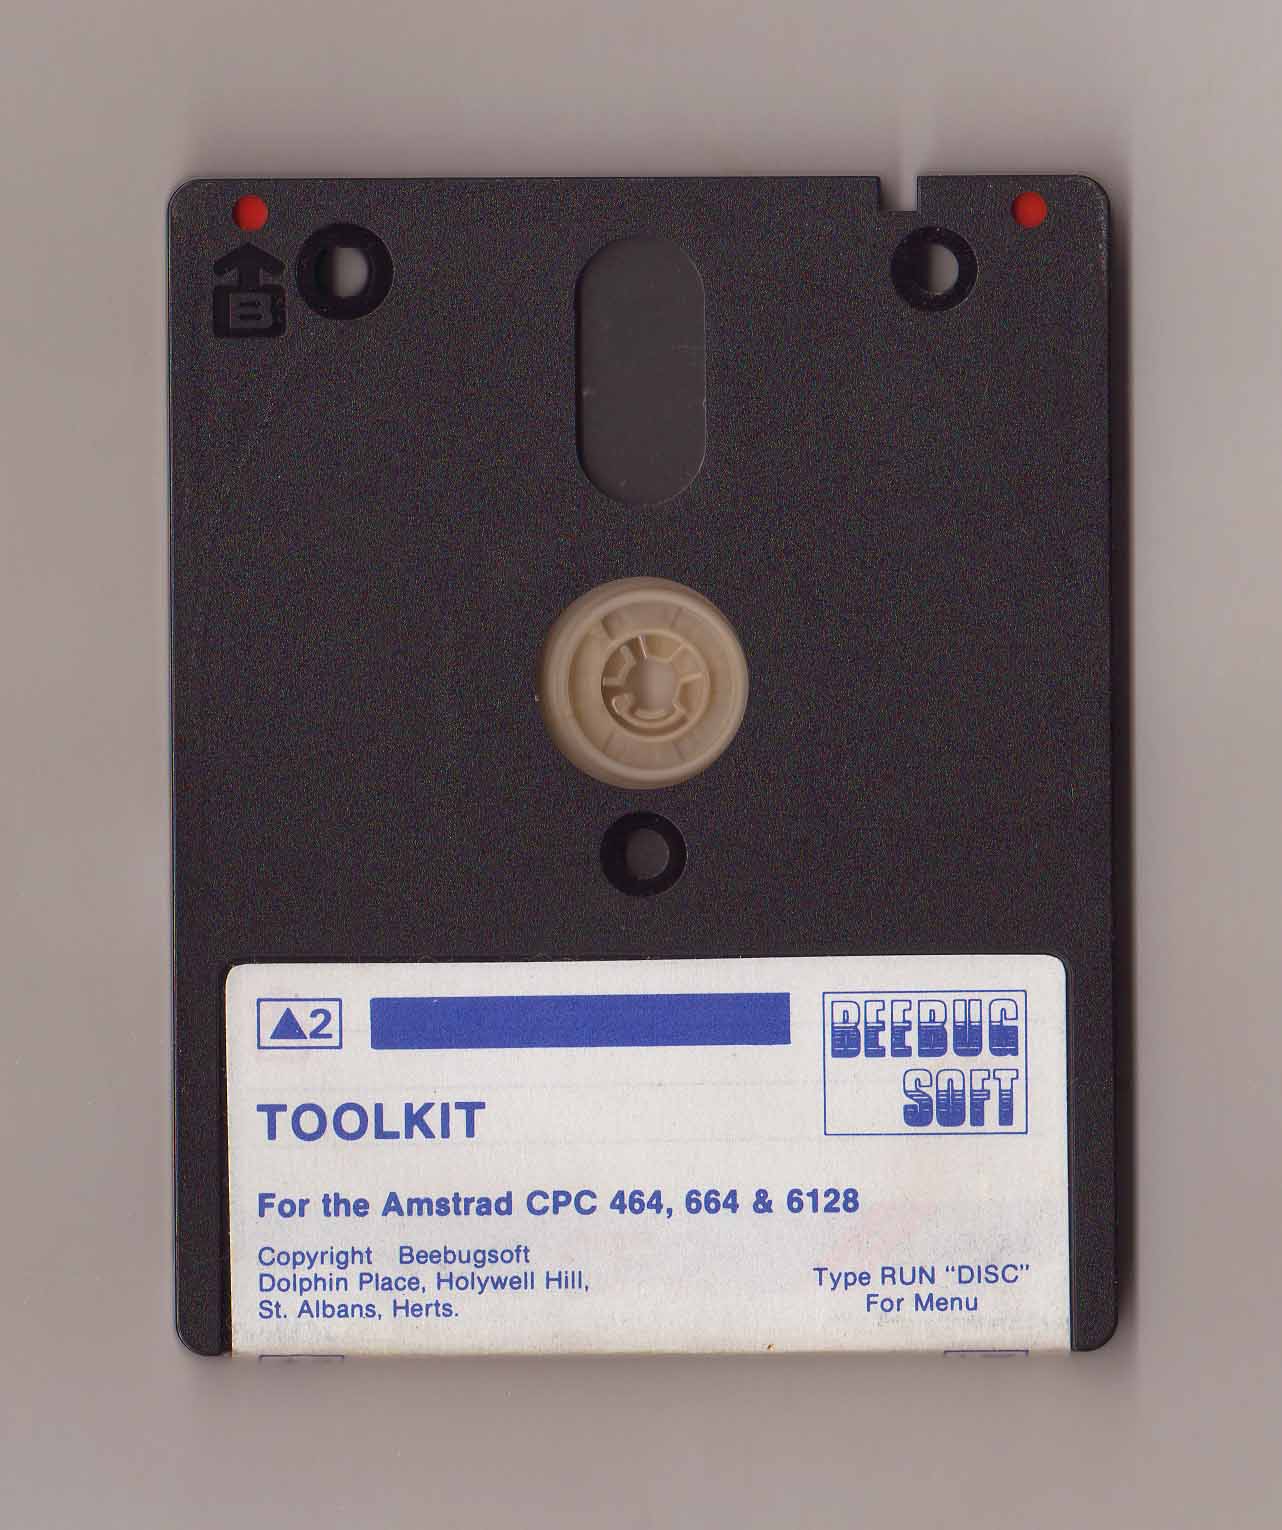 B
▲2
BEEBUG
SOFT
TOOLKIT
For the Amstrad CPC 464, 664 & 6128
Copyright Beebugsoft
Dolphin Place, Holywell Hill,
St. Albans, Herts.
Type RUN “DISC”
For Menu